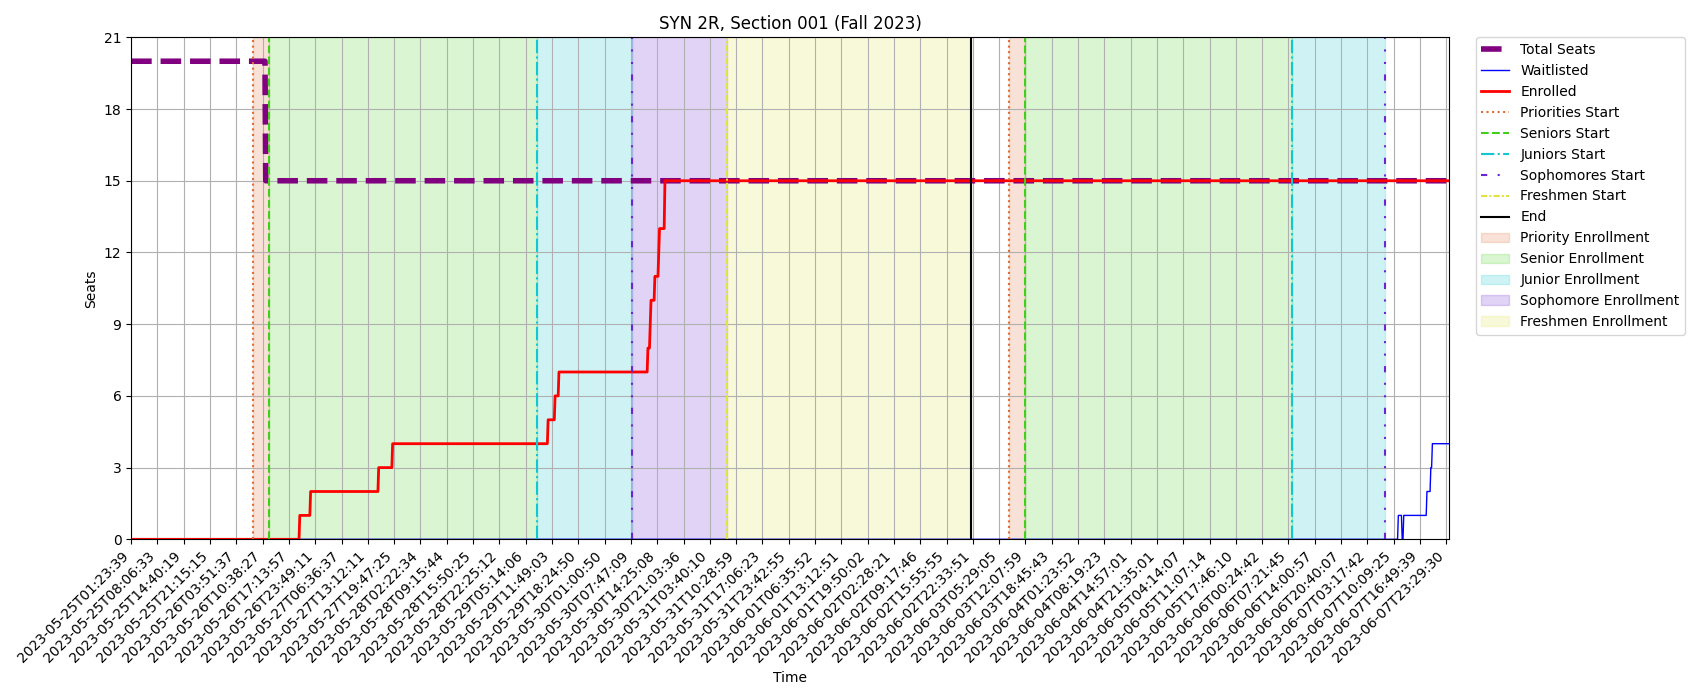 SYN 2R, Section 001 (Fall 2023)
21
18
15
12
9
6
3
0
Seats
2023-05-25T01:23:39
2023-05-25T08:06:33
2023-05-25T14:40:19
2023-05-25T21:15:15
2023-05-26T03:51:37
2023-05-26T10:38:27
2023-05-26T17:13:57
2023-05-26T23:49:11
2023-05-27T06:36:37
2023-05-27T13:12:11
2023-05-27T19:47:25
2023-05-28T02:22:34
2023-05-28T09:15:44
2023-05-28T15:50:25
2023-05-28T22:25:12
2023-05-29T05:14:06
2023-05-29T11:49:03
2023-05-29T18:24:50
2023-05-30T01:00:50
2023-05-30T07:47:09
2023-05-30T14:25:08
2023-05-30T21:03:36
2023-05-31T03:40:10
2023-05-31T10:28:59
2023-05-31T17:06:23
2023-05-31T23:42:55
2023-06-01T06:35:52
2023-06-01T13:12:51
2023-06-01T19:50:02
2023-06-02T02:28:21
2023-06-02T09:17:46
2023-06-02T15:55:55
2023-06-02T22:33:51
2023-06-03T05:29:05
2023-06-03T12:07:59
2023-06-03T18:45:43
2023-06-04T01:23:52
2023-06-04T08:19:23
2023-06-04T14:57:01
2023-06-04T21:35:01
2023-06-05T04:14:07
2023-06-05T11:07:14
2023-06-05T17:46:10
2023-06-06T00:24:42
2023-06-06T07:21:45
2023-06-06T14:00:57
2023-06-06T20:40:07
2023-06-07T03:17:42
2023-06-07T10:09:25
2023-06-07T16:49:39
2023-06-07T23:29:30
Time
Total Seats
Waitlisted
Enrolled
Priorities Start
Seniors Start
Juniors Start
Sophomores Start
Freshmen Start
End
Priority Enrollment
Senior Enrollment
Junior Enrollment
Sophomore Enrollment
Freshmen Enrollment